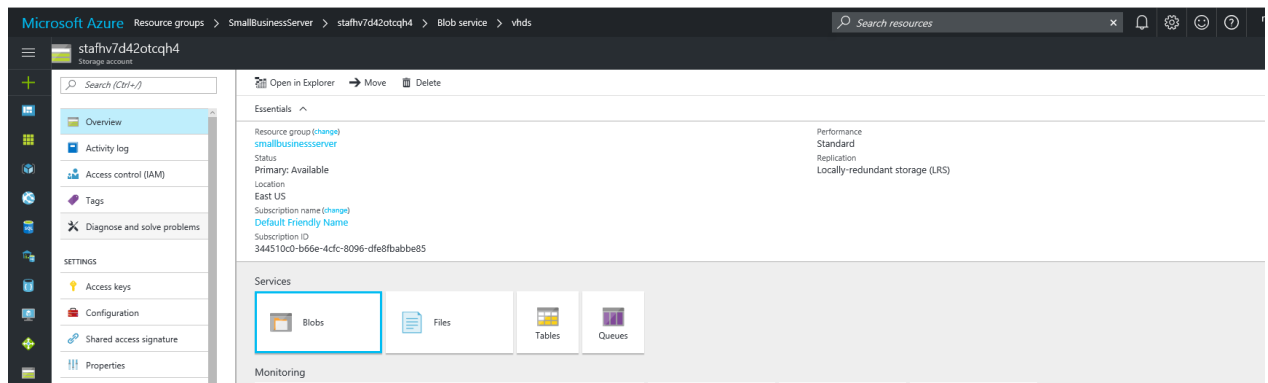 Microsoft Azure Resource groups > SmallBusinessServer > stafhv7d42otcqh4 > Blob service > vhds
Search resources
stafhv7d42otcqh4
Storage account
Search (Ctrl+/)
Overview
Activity log
Access control (IAM)
Tags
Diagnose and solve problems
SETTINGS
Access keys
Configuration
Shared access signature
Properties
Open in Explorer Move Delete
Essentials
Resource group (change)
smallbusinessserver
Status
Primary: Available
Location
East US
Subscription name (change)
Default Friendly Name
Subscription ID
344510c0-b66e-4cfc-8096-dfe8fbabbe85
Performance
Standard
Replication
Locally-redundant storage (LRS)
Services
Blobs
Files
Tables
Queues
Monitoring